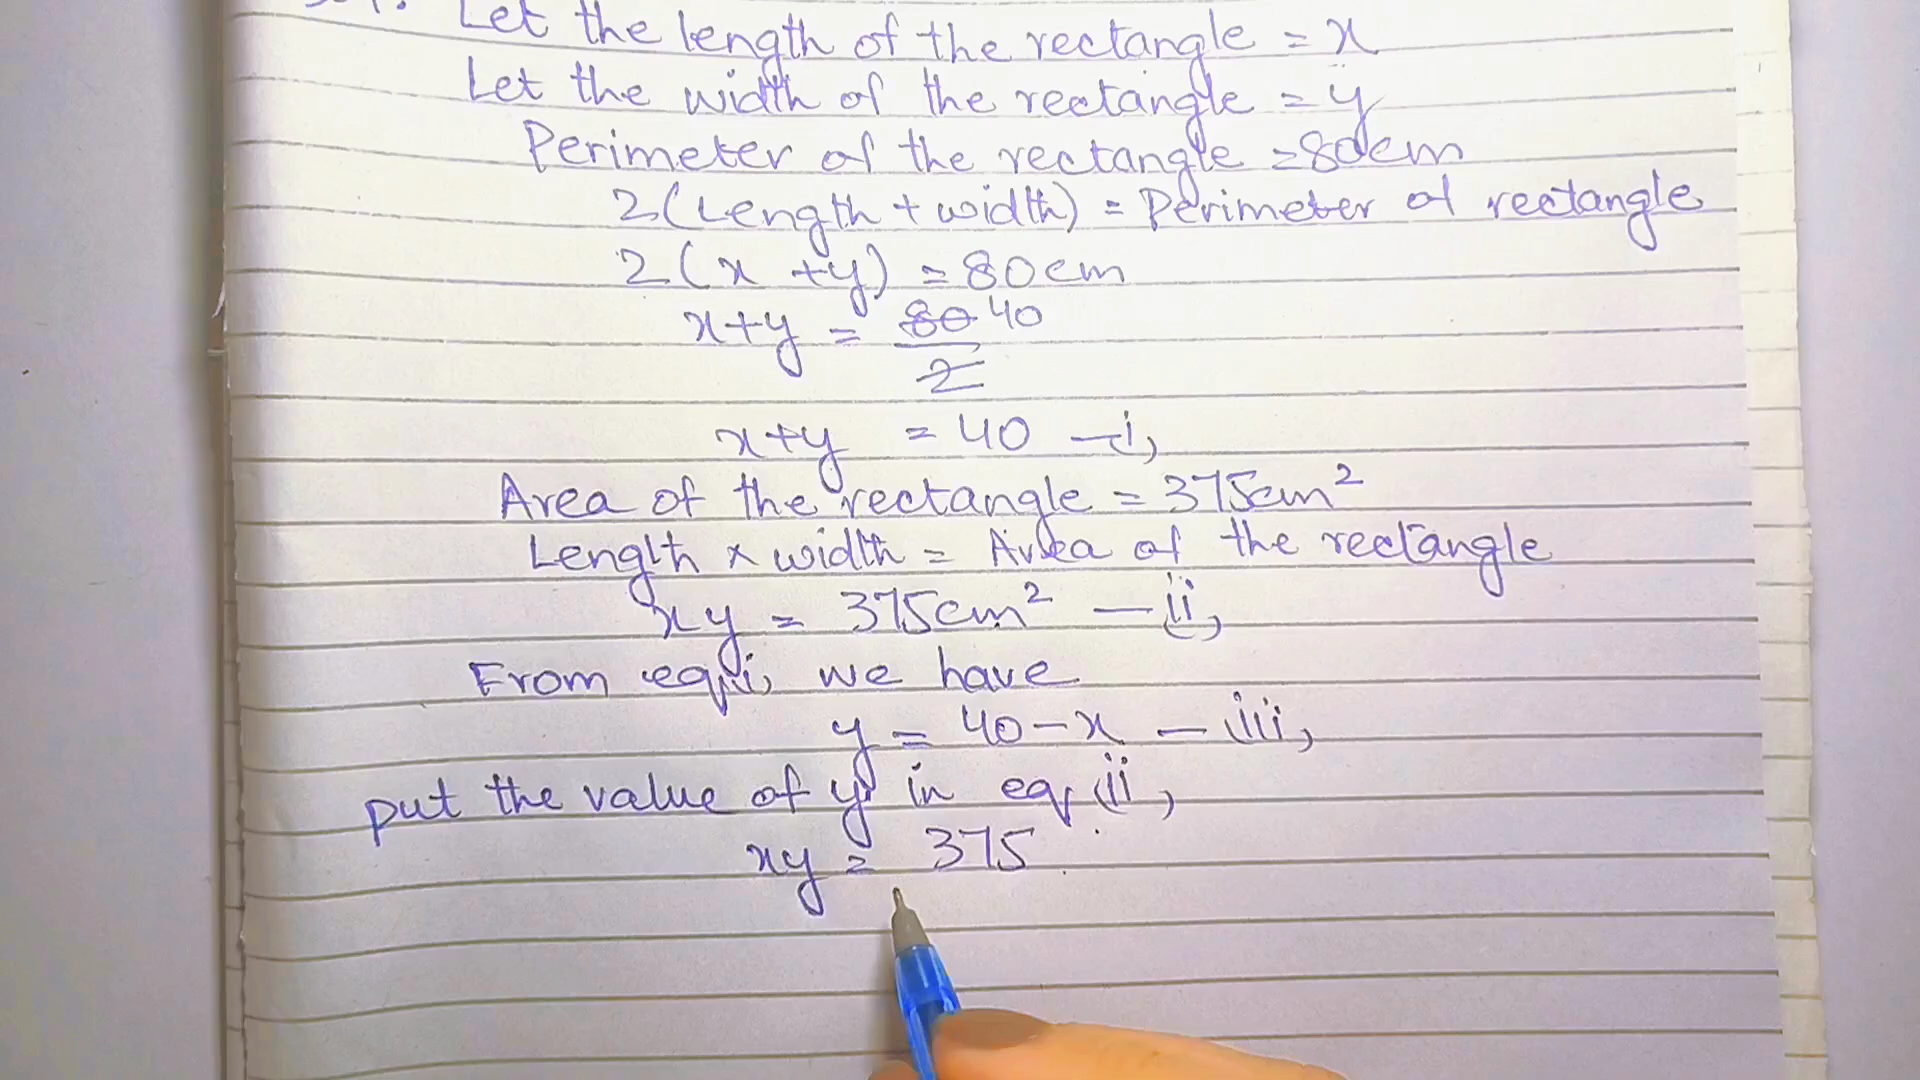 Let the length of the rectangle = x
Let the width of the rectangle = y
Perimeter of the rectangle = 80cm
2(Length + width) = Perimeter of rectangle
2(x + y) = 80cm
x+y = 80 40
2
x+y = 40 — i,
Area of the rectangle = 375cm²
Length × width = Area of the rectangle
xy = 375cm² — ii,
From eq i, we have
y = 40 - x — iii,
put the value of y in eq ii,
xy = 375